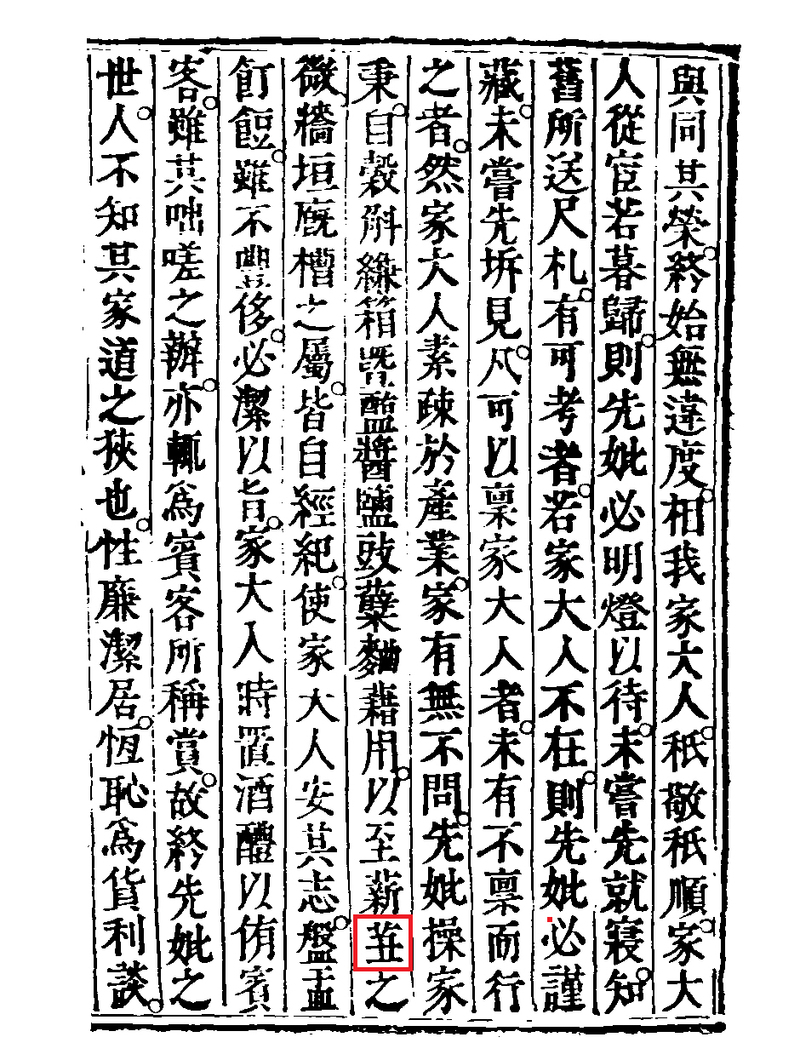 與同其榮。終始無違度。相我家大人。秖敬秖順。家大
人從宦若暮歸。則先妣必明燈以待。未嘗先就寢。知
舊所送尺札。有可考者。若家大人不在。則先妣必謹
藏。未嘗先坼見。凡可以稟家大人者。未有不稟而行
之者。然家大人素疎於產業。家有無不問。先妣操家
秉。自穀斛繰箱暨醯醬鹽豉蘗麴藉用。以至薪之
微牆垣廐槽之屬。皆自經紀。使家大人安其志。盤盂
飣餖。雖不豐侈。必潔以旨。家大人時置酒醴以侑賓
客。雖其咄嗟之辦。亦輒爲賓客所稱賞。故終先妣之
世。人不知其家道之狹也。性廉潔居。恆恥爲貨利談。